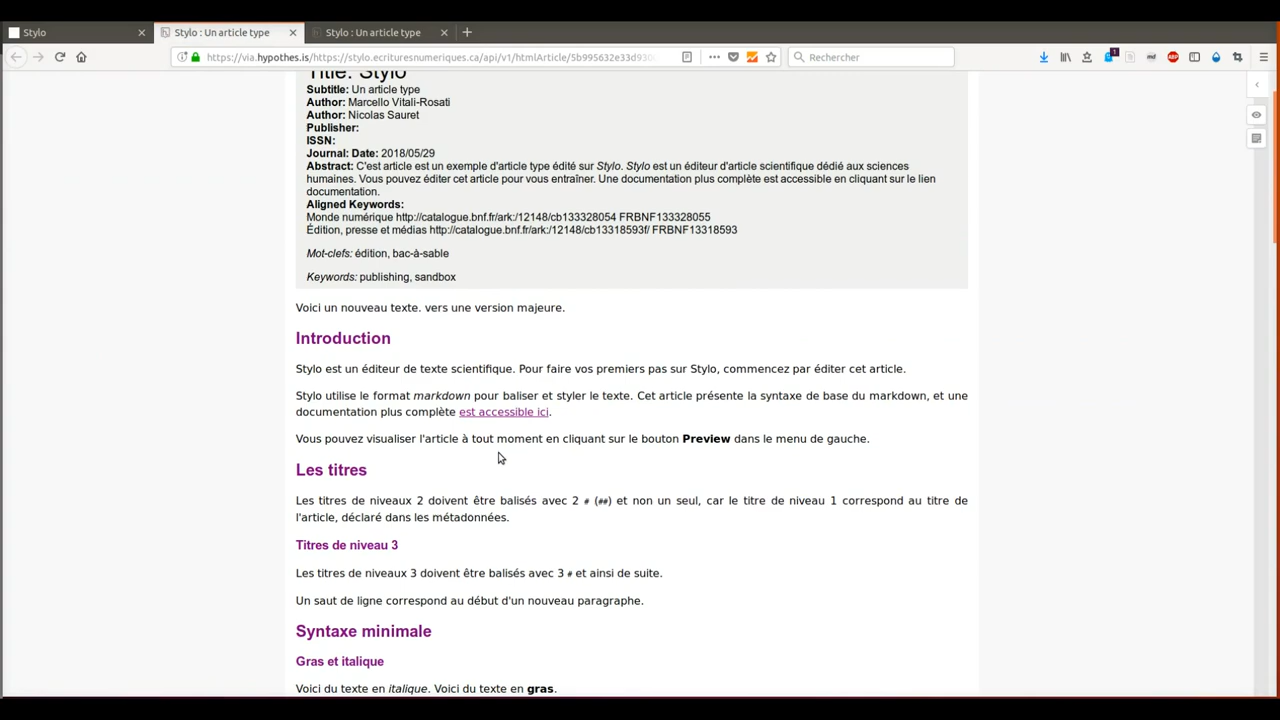 Stylo
Stylo : Un article type
Stylo : Un article type
https://via.hypothes.is/https://stylo.ecrituresnumeriques.ca/api/v1/htmlArticle/5b995632e33d930
Rechercher
Title: Stylo
Subtitle: Un article type
Author: Marcello Vitali-Rosati
Author: Nicolas Sauret
Publisher:
ISSN:
Journal: Date: 2018/05/29
Abstract: C'est article est un exemple d'article type édité sur Stylo. Stylo est un éditeur d'article scientifique dédié aux sciences
humaines. Vous pouvez éditer cet article pour vous entraîner. Une documentation plus complète est accessible en cliquant sur le lien
documentation.
Aligned Keywords:
Monde numérique http://catalogue.bnf.fr/ark:/12148/cb133328054 FRBNF133328055
Édition, presse et médias http://catalogue.bnf.fr/ark:/12148/cb13318593f/ FRBNF13318593
Mot-clefs: édition, bac-à-sable
Keywords: publishing, sandbox
Voici un nouveau texte. vers une version majeure.
Introduction
Stylo est un éditeur de texte scientifique. Pour faire vos premiers pas sur Stylo, commencez par éditer cet article.
Stylo utilise le format markdown pour baliser et styler le texte. Cet article présente la syntaxe de base du markdown, et une
documentation plus complète est accessible ici.
Vous pouvez visualiser l'article à tout moment en cliquant sur le bouton Preview dans le menu de gauche.
Les titres
Les titres de niveaux 2 doivent être balisés avec 2 # (##) et non un seul, car le titre de niveau 1 correspond au titre de
l'article, déclaré dans les métadonnées.
Titres de niveau 3
Les titres de niveaux 3 doivent être balisés avec 3 # et ainsi de suite.
Un saut de ligne correspond au début d'un nouveau paragraphe.
Syntaxe minimale
Gras et italique
Voici du texte en italique. Voici du texte en gras.